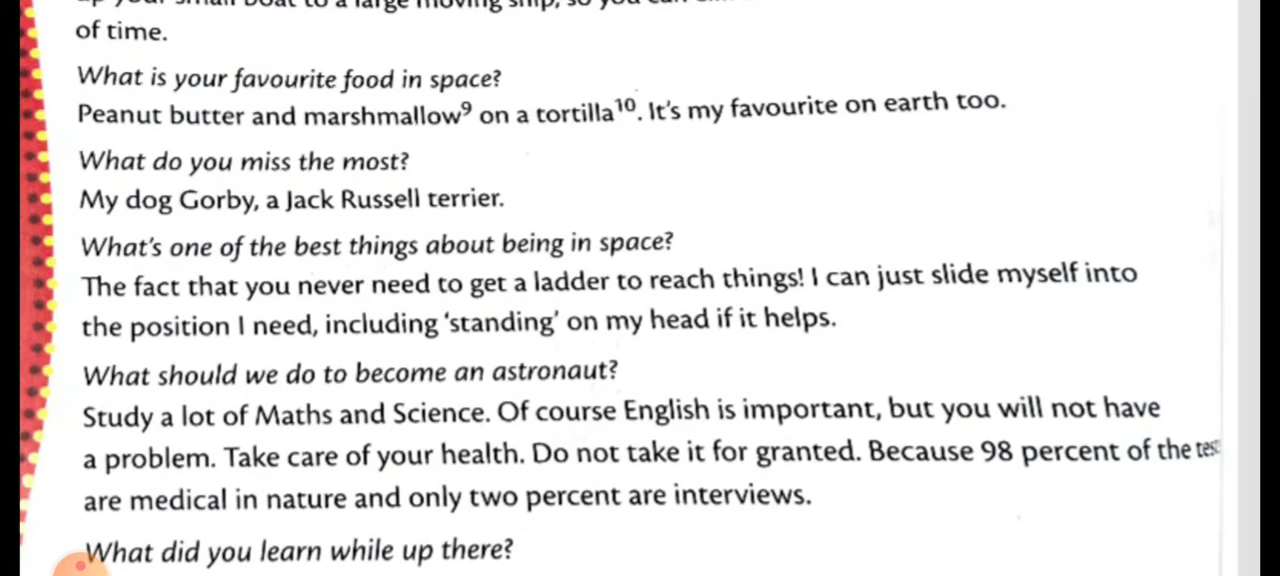 of time.
What is your favourite food in space?
Peanut butter and marshmallow⁹ on a tortilla¹⁰. It's my favourite on earth too.
What do you miss the most?
My dog Gorby, a Jack Russell terrier.
What's one of the best things about being in space?
The fact that you never need to get a ladder to reach things! I can just slide myself into
the position I need, including 'standing' on my head if it helps.
What should we do to become an astronaut?
Study a lot of Maths and Science. Of course English is important, but you will not have
a problem. Take care of your health. Do not take it for granted. Because 98 percent of the
are medical in nature and only two percent are interviews.
What did you learn while up there?